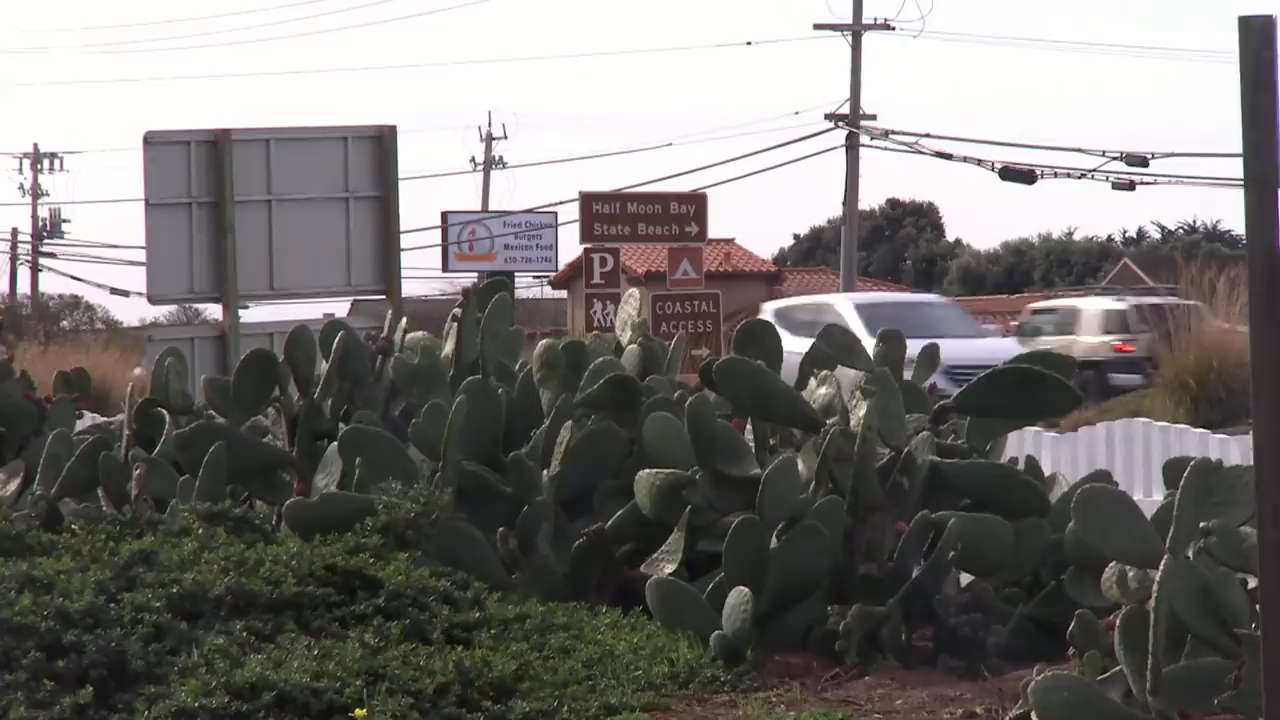 Fried Chicken
Burgers
Mexican Food
650-726-1746
Half Moon Bay
State Beach →
P
COASTAL
ACCESS
→